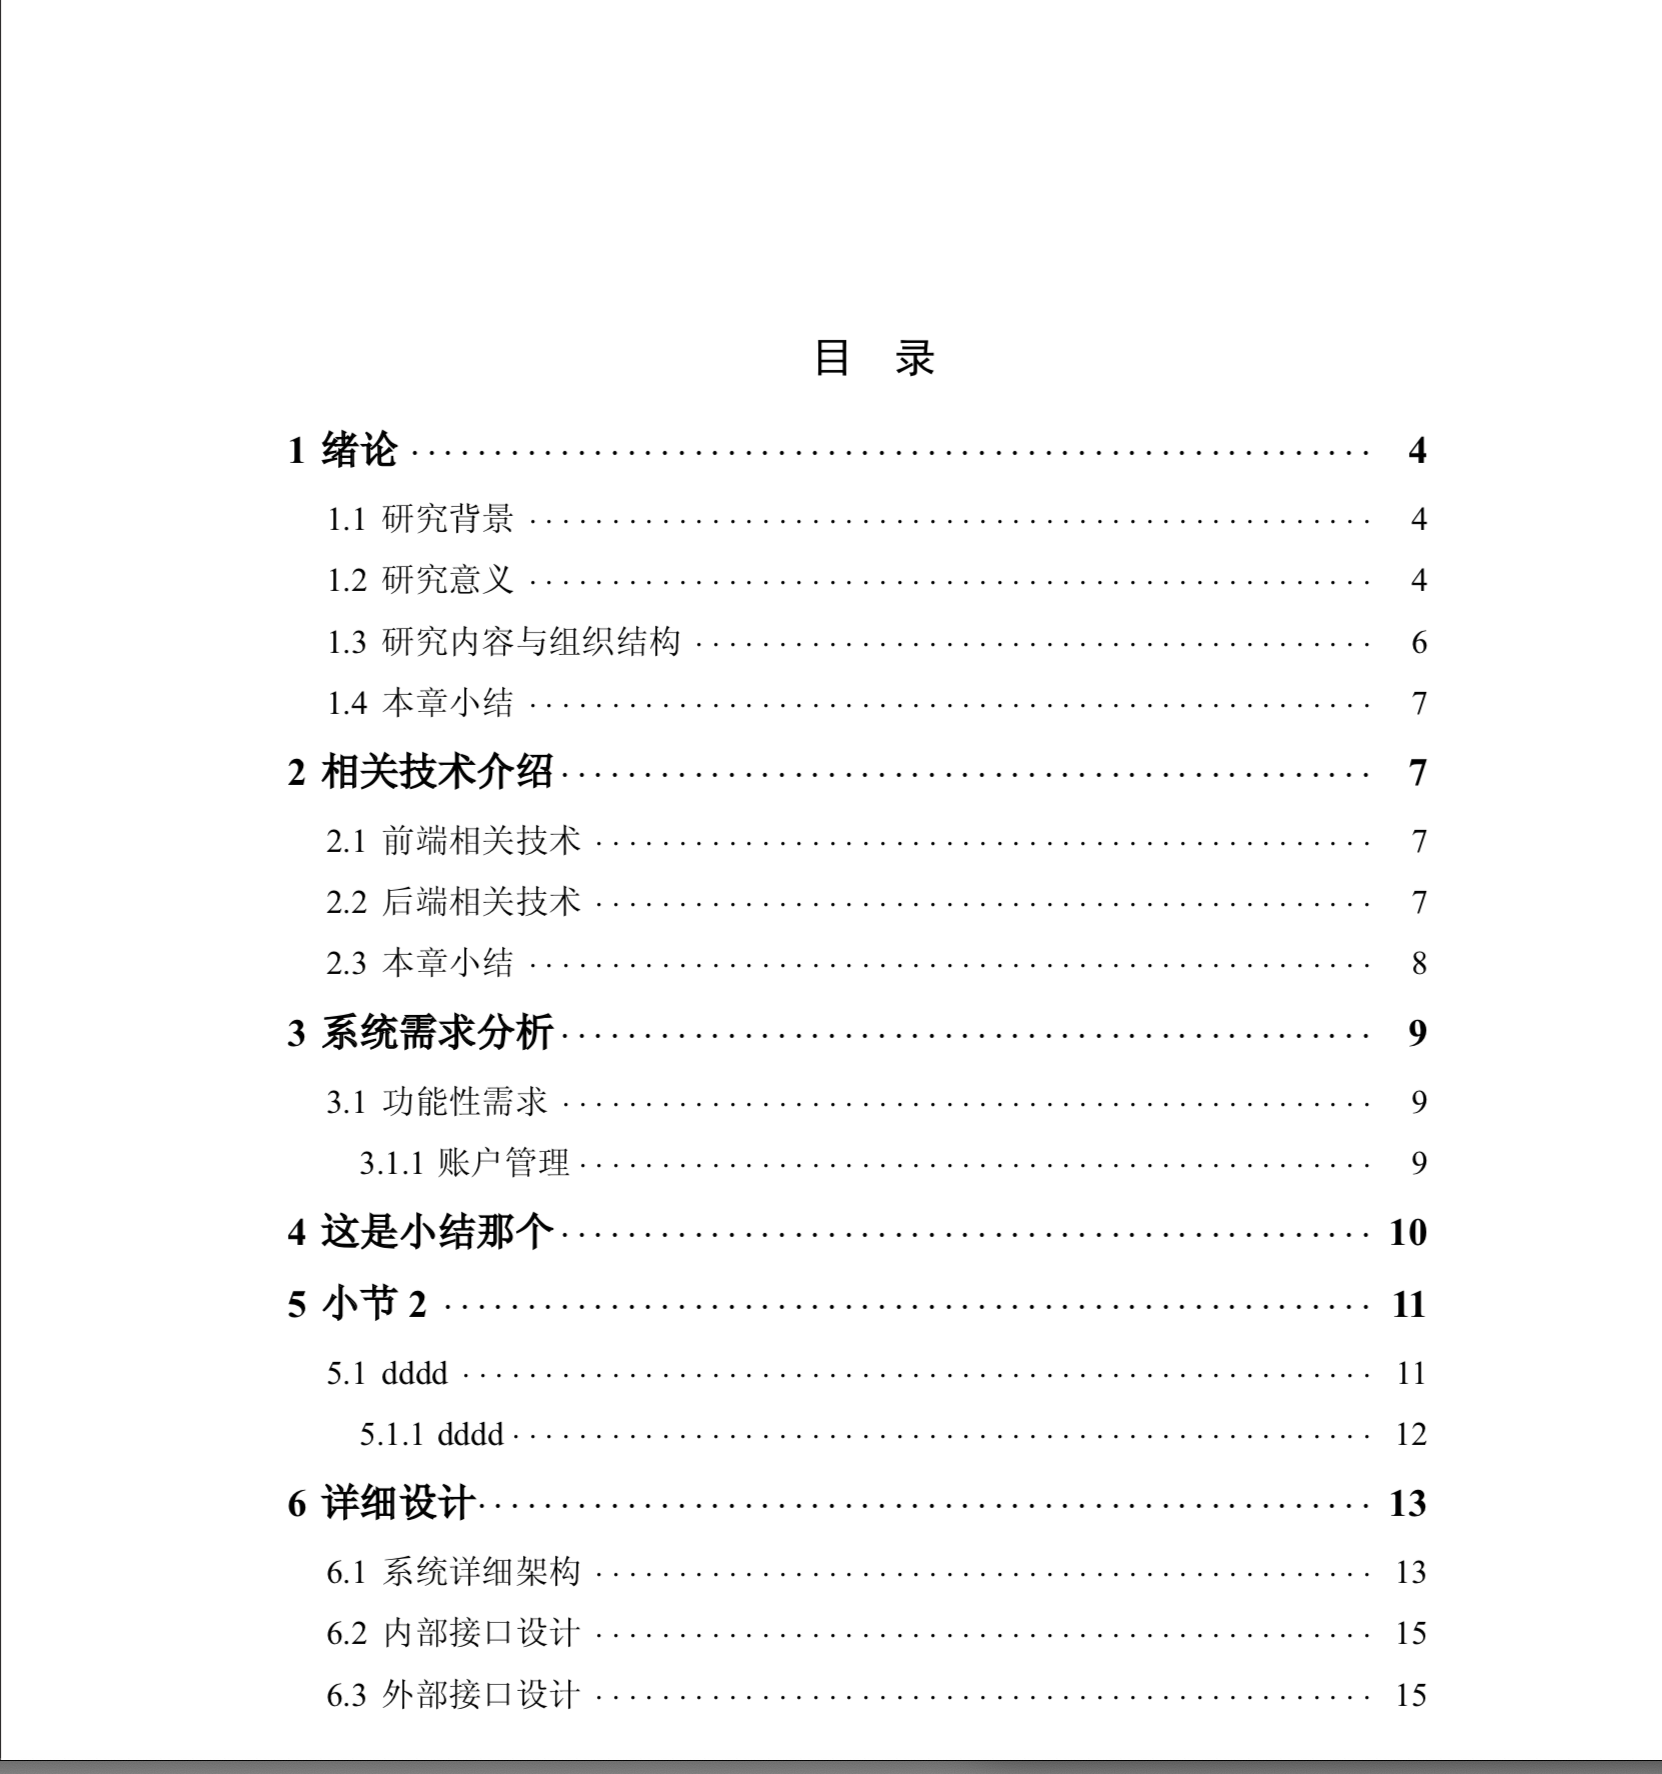 目 录
1 绪论 ········································ 4
1.1 研究背景 ········································ 4
1.2 研究意义 ········································ 4
1.3 研究内容与组织结构 ········································ 6
1.4 本章小结 ········································ 7
2 相关技术介绍 ········································ 7
2.1 前端相关技术 ········································ 7
2.2 后端相关技术 ········································ 7
2.3 本章小结 ········································ 8
3 系统需求分析 ········································ 9
3.1 功能性需求 ········································ 9
3.1.1 账户管理 ········································ 9
4 这是小结那个 ········································ 10
5 小节 2 ········································ 11
5.1 dddd ········································ 11
5.1.1 dddd ········································ 12
6 详细设计 ········································ 13
6.1 系统详细架构 ········································ 13
6.2 内部接口设计 ········································ 15
6.3 外部接口设计 ········································ 15